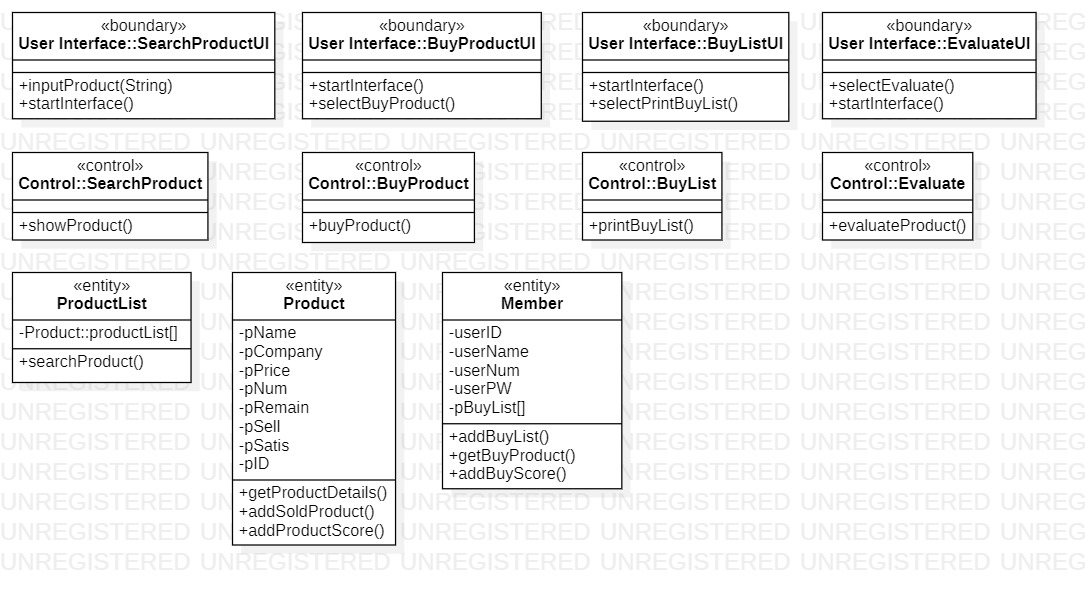 «boundary»
User Interface::SearchProductUI
+inputProduct(String)
+startInterface()
«boundary»
User Interface::BuyProductUI
+startInterface()
+selectBuyProduct()
«boundary»
User Interface::BuyListUI
+startInterface()
+selectPrintBuyList()
«boundary»
User Interface::EvaluateUI
+selectEvaluate()
+startInterface()
«control»
Control::SearchProduct
+showProduct()
«control»
Control::BuyProduct
+buyProduct()
«control»
Control::BuyList
+printBuyList()
«control»
Control::Evaluate
+evaluateProduct()
«entity»
ProductList
-Product::productList[]
+searchProduct()
«entity»
Product
-pName
-pCompany
-pPrice
-pNum
-pRemain
-pSell
-pSatis
-pID
+getProductDetails()
+addSoldProduct()
+addProductScore()
«entity»
Member
-userID
-userName
-userNum
-userPW
-pBuyList[]
+addBuyList()
+getBuyProduct()
+addBuyScore()
UNREGISTERED UNREGISTERED UNREGISTERED UNREGISTERED UNREGISTERED UNREG